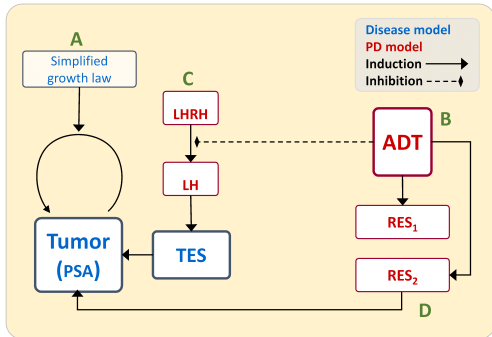 A
Simplified
growth law
C
LHRH
LH
TES
Tumor
(PSA)
Disease model
PD model
Induction
Inhibition
B
ADT
RES₁
RES₂
D